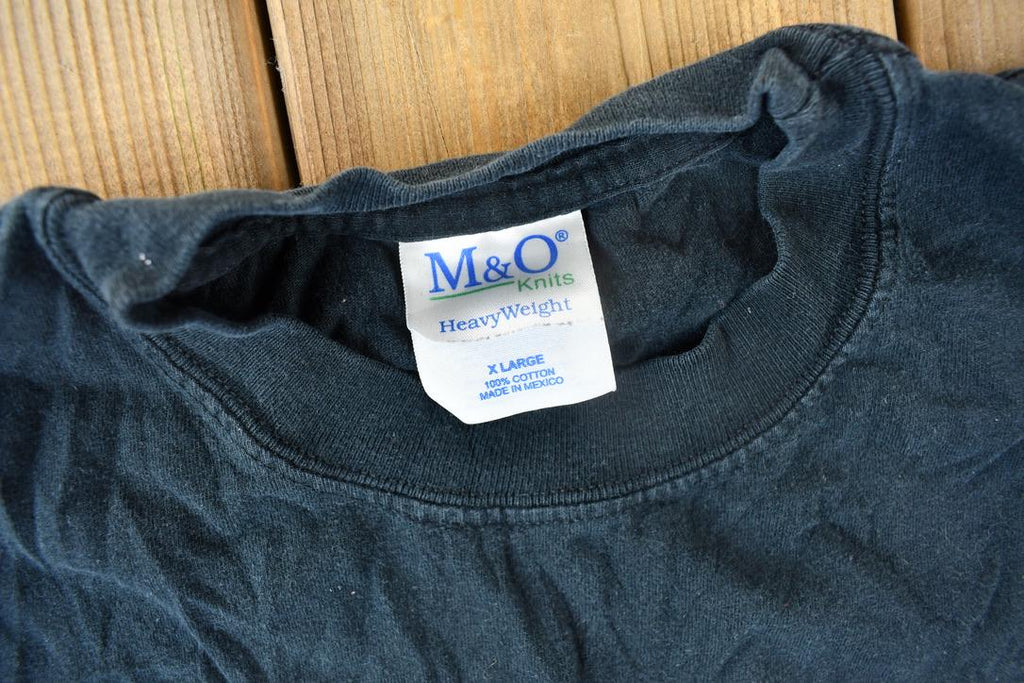 M&O®
Knits
HeavyWeight
X LARGE
100% COTTON
MADE IN MEXICO